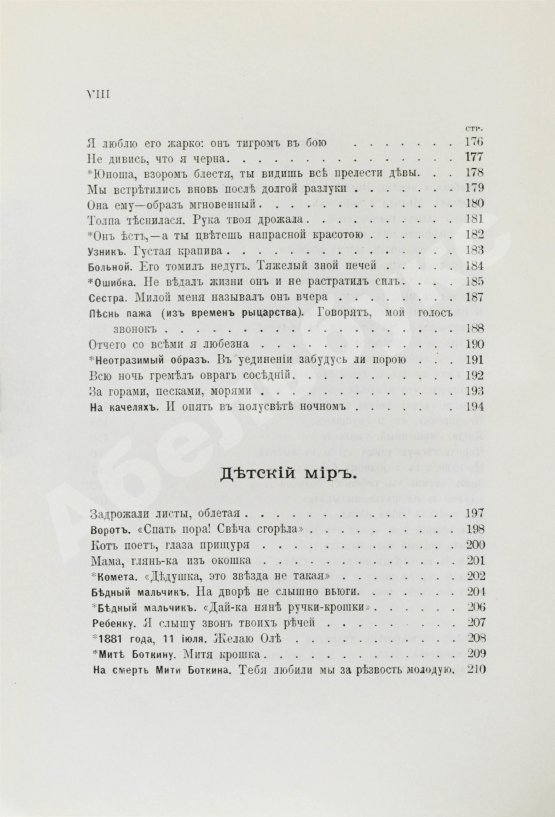 VIII
стр.
Я люблю его жарко: онъ тигромъ въ бою . . . . . . . 176
Не дивись, что я черна. . . . . . . . . . . . . . . 177
*Юноша, взоромъ блестя, ты видишь всѣ прелести дѣвы. . . 178
Мы встрѣтились вновь послѣ долгой разлуки . . . . . . . 179
Она ему—образъ мгновенный . . . . . . . . . . . . . 180
Толпа тѣснилася. Рука твоя дрожала . . . . . . . . . . 181
*Онъ ѣстъ,—а ты цвѣтешь напрасной красотою . . . . . . 182
Узникъ. Густая крапива . . . . . . . . . . . . . . . 183
Больной. Его томилъ недугъ. Тяжелый зной печей . . . . . 184
*Ошибка. Не вѣдалъ жизни онъ и не растратилъ силъ. . . . 185
Сестра. Милой меня называлъ онъ вчера . . . . . . . . 187
Пѣснь пажа (изъ временъ рыцарства). Говорятъ, мой голосъ
звонокъ . . . . . . . . . . . . . . . . . . . 188
Отчего со всѣми я любезна . . . . . . . . . . . . . 190
*Неотразимый образъ. Въ уединеніи забудусь ли порою . . . 191
Всю ночь гремѣлъ оврагъ сосѣдній. . . . . . . . . . . 192
За горами, песками, морями . . . . . . . . . . . . . 193
На качеляхъ. И опять въ полусвѣтѣ ночномъ . . . . . . . 194
Дѣтскій міръ.
Задрожали листы, облетая . . . . . . . . . . . . . 197
Воротъ. «Спать пора! Свѣча сгорѣла» . . . . . . . . . . 198
Котъ поетъ, глаза прищуря . . . . . . . . . . . . . 200
Мама, глянь-ка изъ окошка . . . . . . . . . . . . . 201
*Комета. «Дѣдушка, это звѣзда не такая» . . . . . . . . 202
Бѣдный мальчикъ. На дворѣ не слышно вьюги. . . . . . . 204
*Бѣдный мальчикъ. «Дай-ка нянѣ ручки-крошки» . . . . . . 206
Ребенку. Я слышу звонъ твоихъ рѣчей . . . . . . . . . 207
*1881 года, 11 іюля. Желаю Олѣ . . . . . . . . . . . 208
*Митѣ Боткину. Митя крошка . . . . . . . . . . . . . 209
На смерть Мити Боткина. Тебя любили мы за рѣзвость молодую. 210